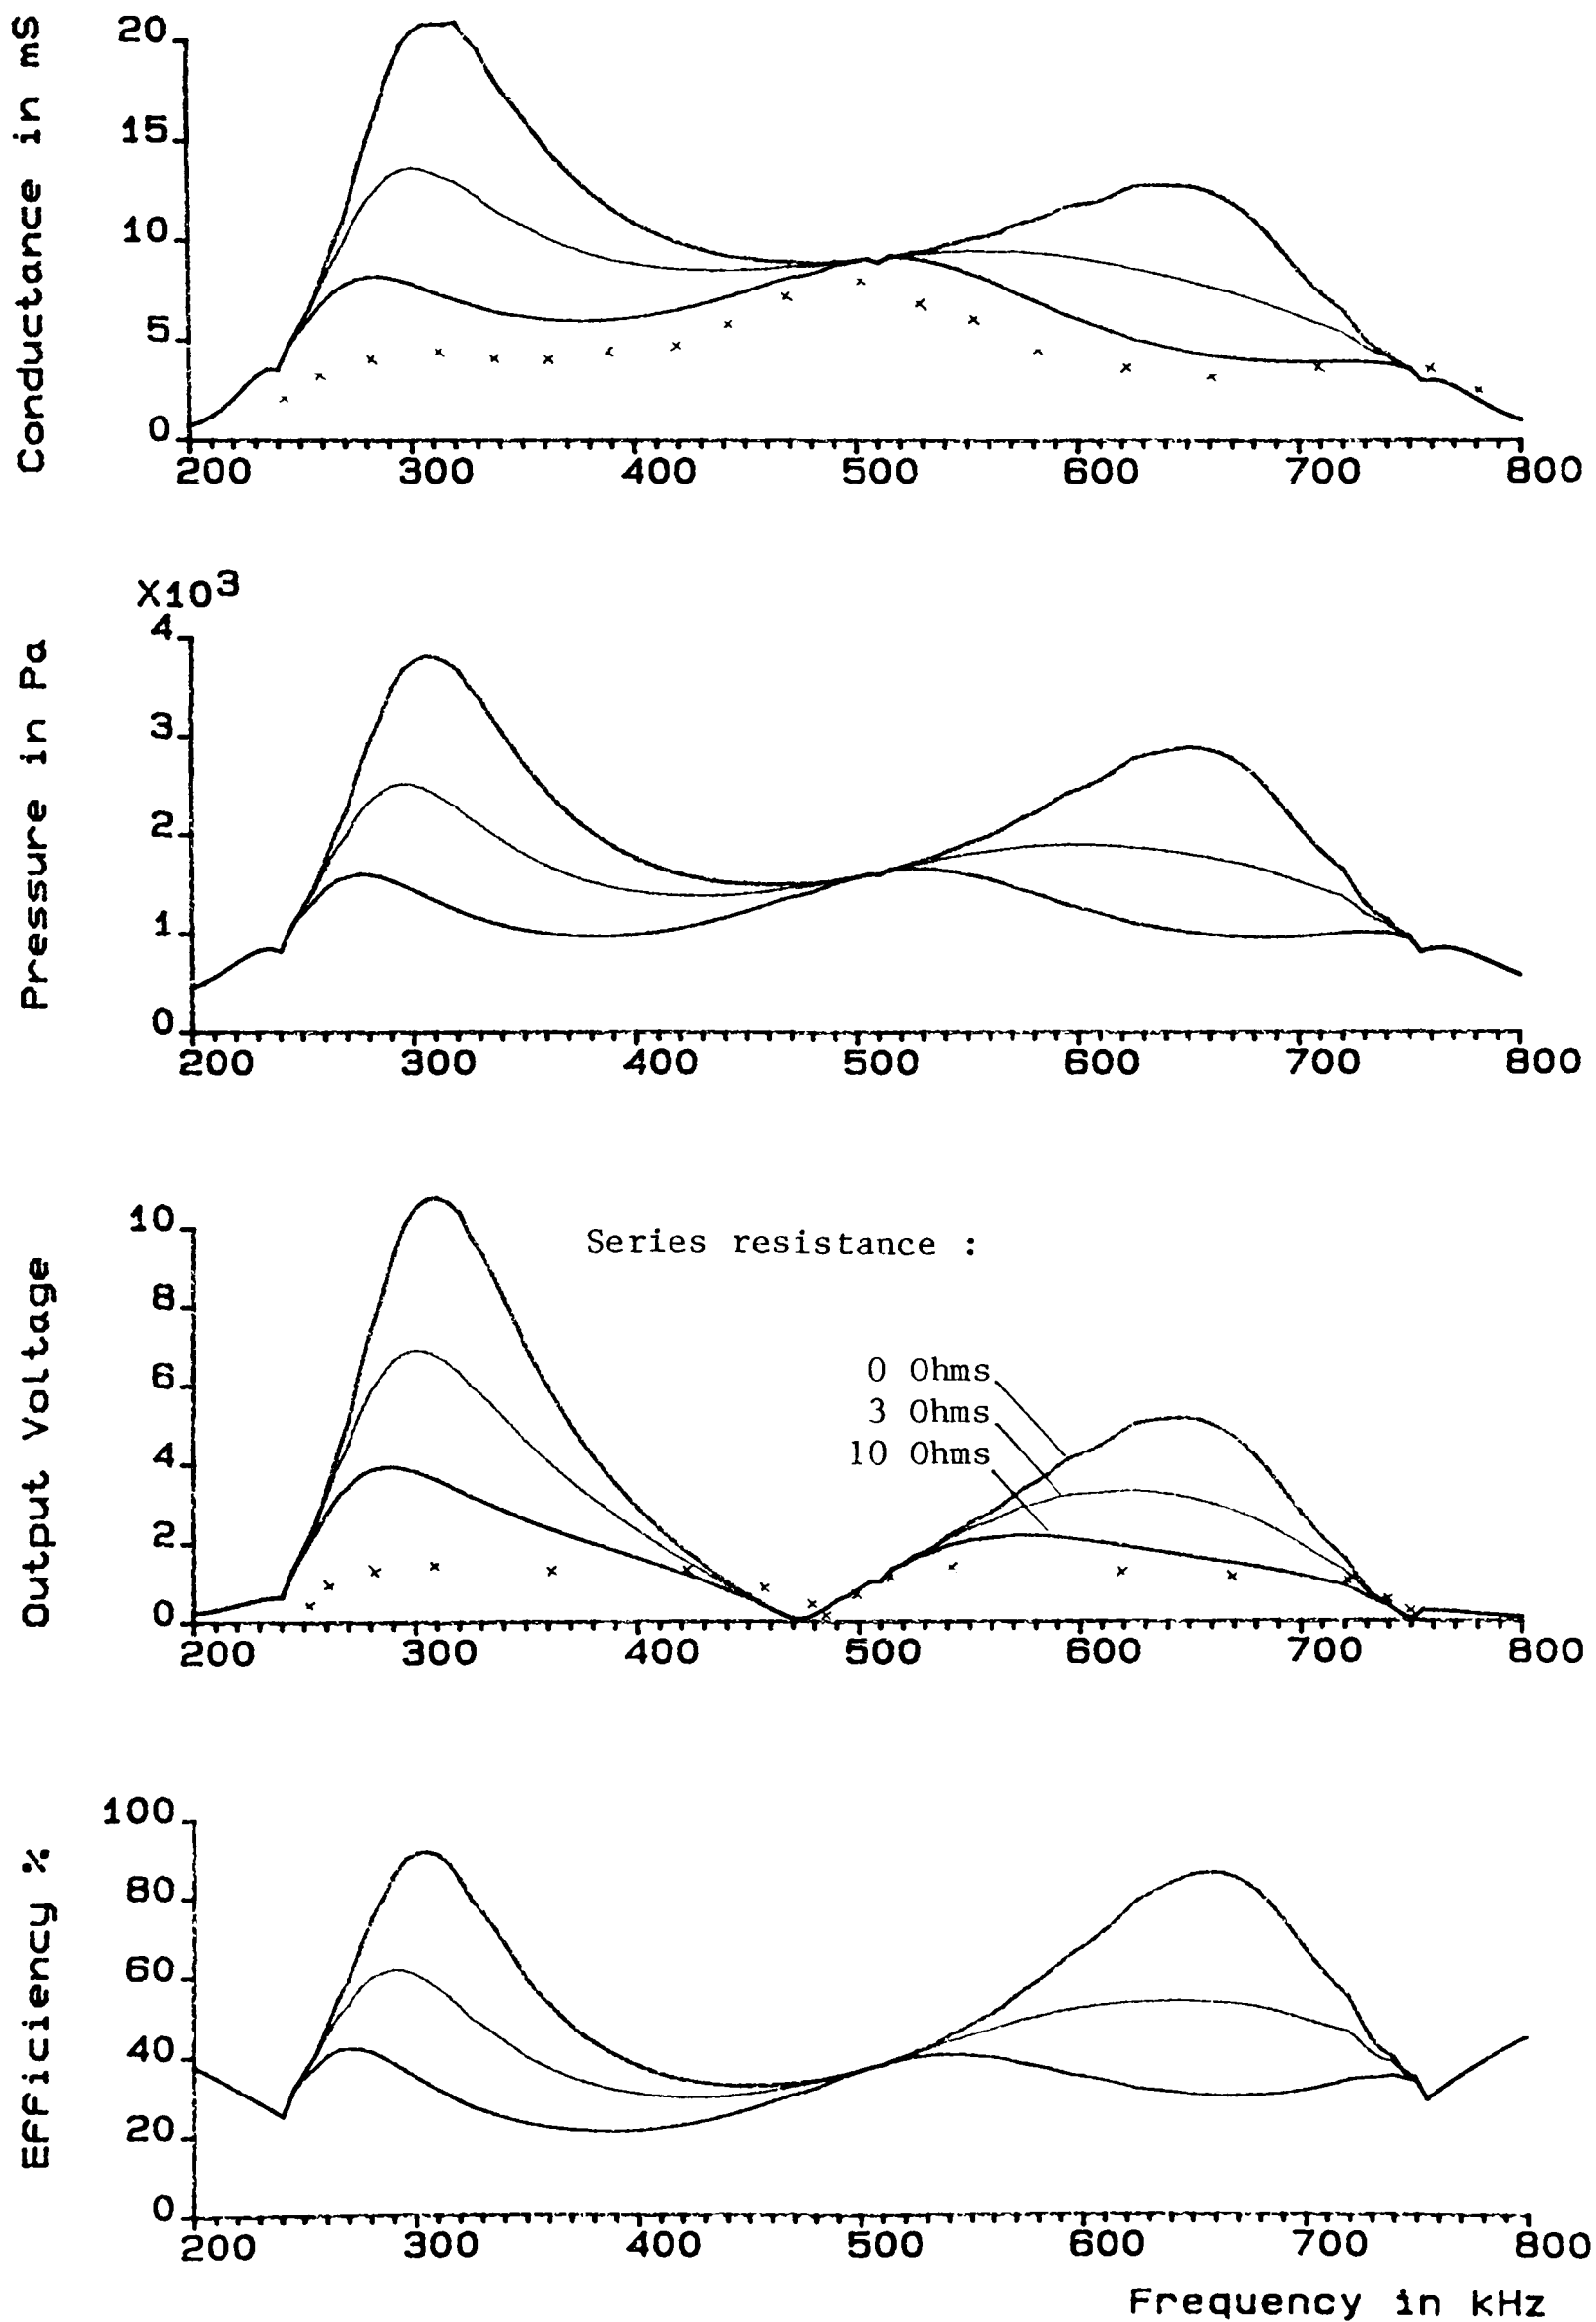 Conductance in mS
20
15
10
5
0
200 300 400 500 600 700 800
X10³
Pressure in Pa
4
3
2
1
0
200 300 400 500 600 700 800
Output Voltage
10
8
6
4
2
0
Series resistance :
0 Ohms
3 Ohms
10 Ohms
200 300 400 500 600 700 800
Efficiency %
100
80
60
40
20
0
200 300 400 500 600 700 800
Frequency in kHz